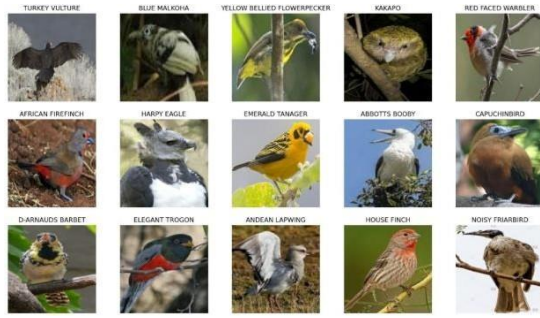 TURKEY VULTURE
BLUE MALKOHA
YELLOW BELLIED FLOWERPECKER
KAKAPO
RED FACED WARBLER
AFRICAN FIREFINCH
HARPY EAGLE
EMERALD TANAGER
ABBOTTS BOOBY
CAPUCHINBIRD
D-ARNAUDS BARBET
ELEGANT TROGON
ANDEAN LAPWING
HOUSE FINCH
NOISY FRIARBIRD